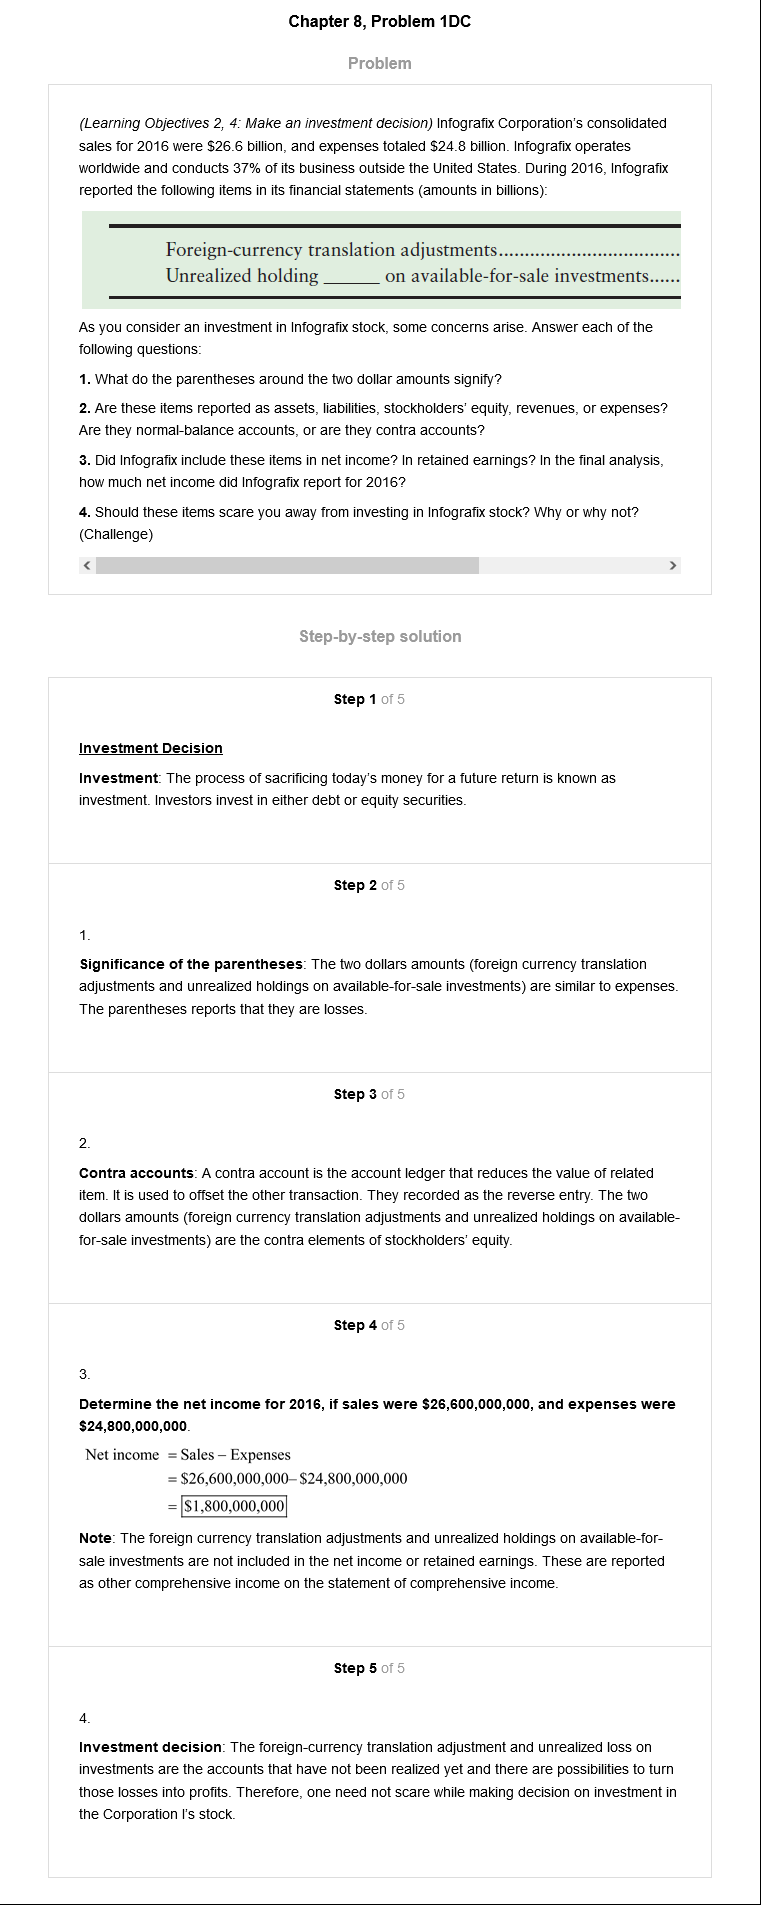 Chapter 8, Problem 1DC
Problem
(Learning Objectives 2, 4: Make an investment decision) Infografix Corporation's consolidated
sales for 2016 were $26.6 billion, and expenses totaled $24.8 billion. Infografix operates
worldwide and conducts 37% of its business outside the United States. During 2016, Infografix
reported the following items in its financial statements (amounts in billions):
Foreign-currency translation adjustments...................................
Unrealized holding ______ on available-for-sale investments......
As you consider an investment in Infografix stock, some concerns arise. Answer each of the
following questions:
1. What do the parentheses around the two dollar amounts signify?
2. Are these items reported as assets, liabilities, stockholders' equity, revenues, or expenses?
Are they normal-balance accounts, or are they contra accounts?
3. Did Infografix include these items in net income? In retained earnings? In the final analysis,
how much net income did Infografix report for 2016?
4. Should these items scare you away from investing in Infografix stock? Why or why not?
(Challenge)
Step-by-step solution
Step 1 of 5
Investment Decision
Investment: The process of sacrificing today's money for a future return is known as
investment. Investors invest in either debt or equity securities.
Step 2 of 5
1.
Significance of the parentheses: The two dollars amounts (foreign currency translation
adjustments and unrealized holdings on available-for-sale investments) are similar to expenses.
The parentheses reports that they are losses.
Step 3 of 5
2.
Contra accounts: A contra account is the account ledger that reduces the value of related
item. It is used to offset the other transaction. They recorded as the reverse entry. The two
dollars amounts (foreign currency translation adjustments and unrealized holdings on available-
for-sale investments) are the contra elements of stockholders' equity.
Step 4 of 5
3.
Determine the net income for 2016, if sales were $26,600,000,000, and expenses were
$24,800,000,000.
Net income = Sales – Expenses
= $26,600,000,000– $24,800,000,000
= $1,800,000,000
Note: The foreign currency translation adjustments and unrealized holdings on available-for-
sale investments are not included in the net income or retained earnings. These are reported
as other comprehensive income on the statement of comprehensive income.
Step 5 of 5
4.
Investment decision: The foreign-currency translation adjustment and unrealized loss on
investments are the accounts that have not been realized yet and there are possibilities to turn
those losses into profits. Therefore, one need not scare while making decision on investment in
the Corporation I's stock.